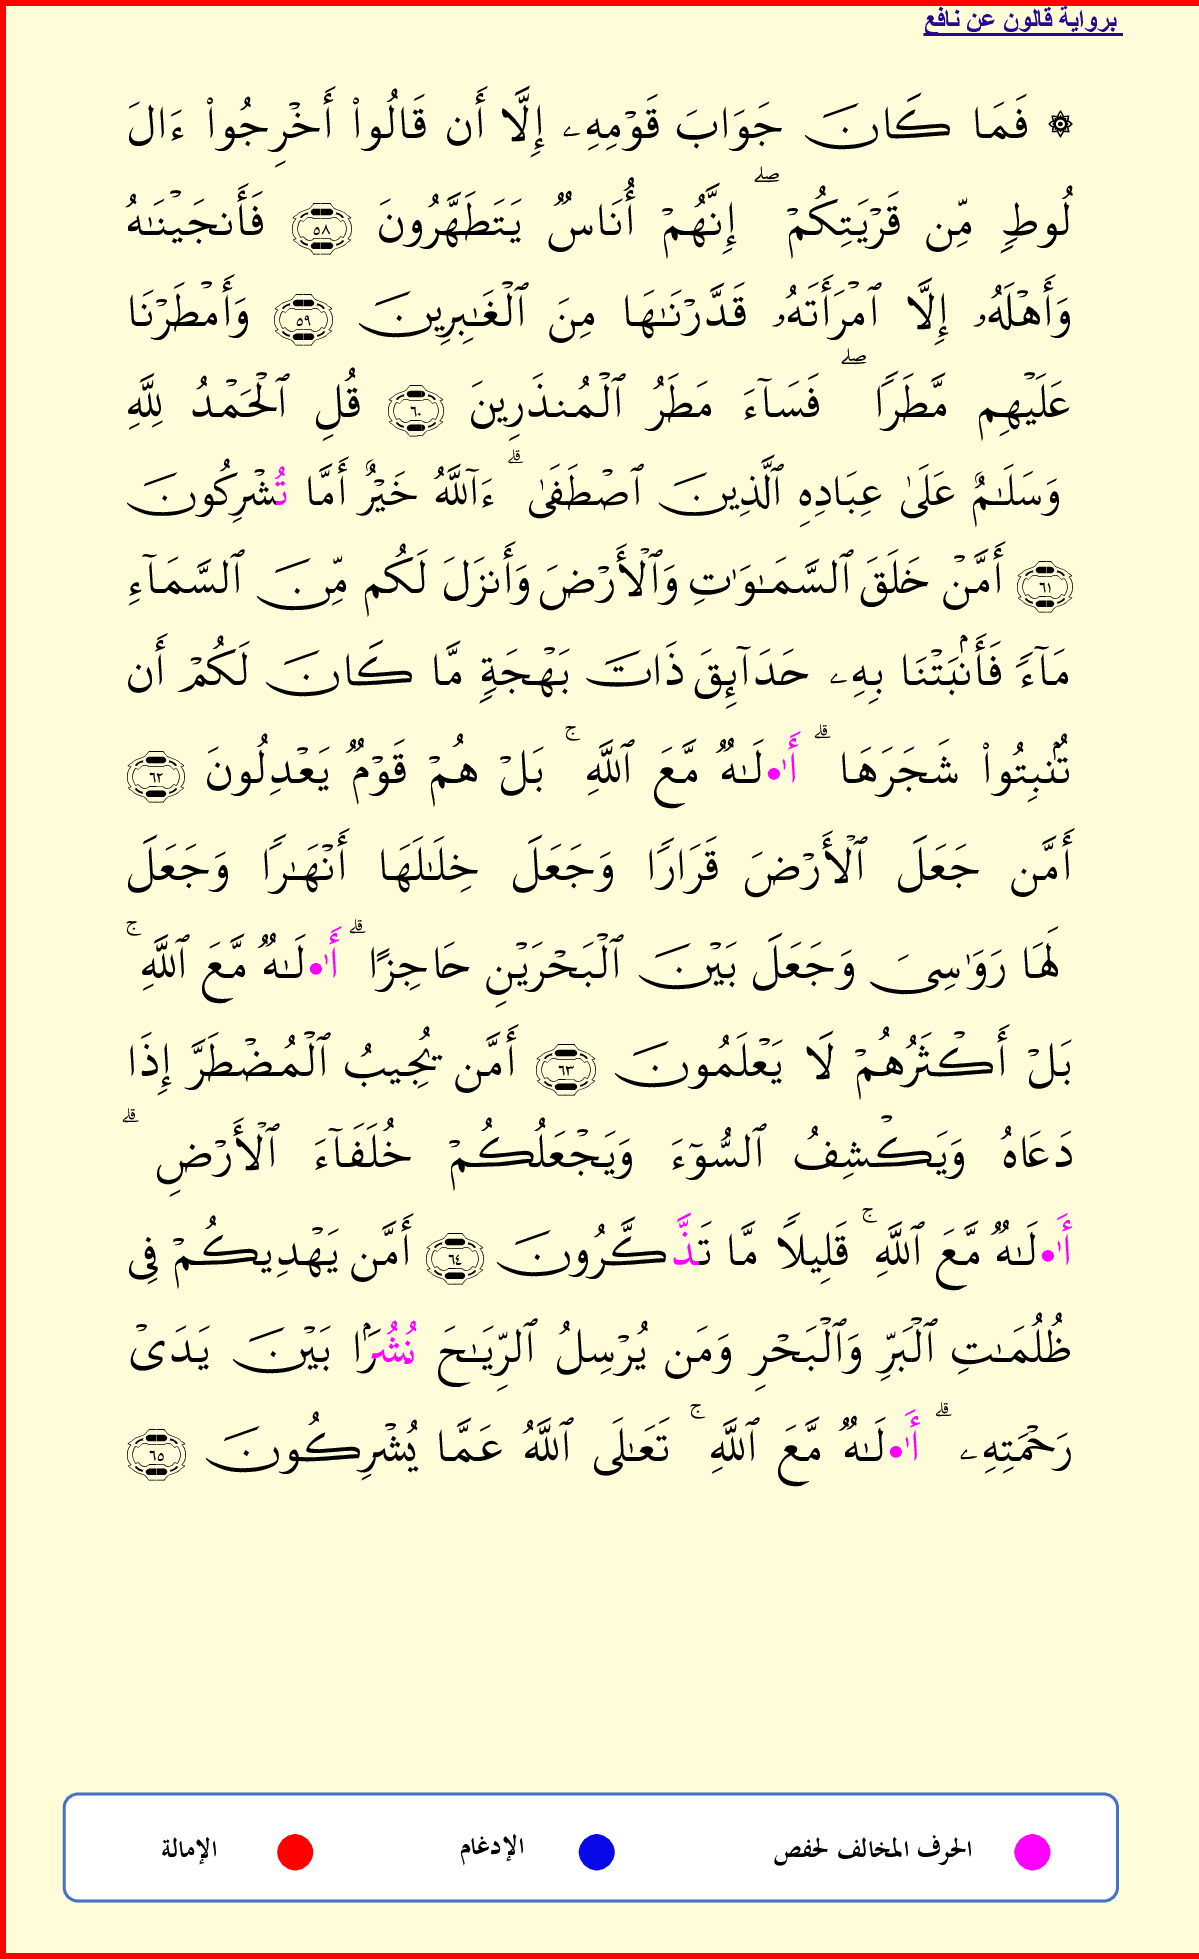 برواية قالون عن نافع
۞ فَمَا كَانَ جَوَابَ قَوْمِهِۦ إِلَّا أَن قَالُوا۟ أَخْرِجُوا۟ ءَالَ
لُوطٍ مِّن قَرْيَتِكُمْ ۖ إِنَّهُمْ أُنَاسٌ يَتَطَهَّرُونَ ٥٨ فَأَنجَيْنَٰهُ
وَأَهْلَهُۥ إِلَّا ٱمْرَأَتَهُۥ قَدَّرْنَٰهَا مِنَ ٱلْغَٰبِرِينَ ٥٩ وَأَمْطَرْنَا
عَلَيْهِم مَّطَرًا ۖ فَسَآءَ مَطَرُ ٱلْمُنذَرِينَ ٦٠ قُلِ ٱلْحَمْدُ لِلَّهِ
وَسَلَٰمٌ عَلَىٰ عِبَادِهِ ٱلَّذِينَ ٱصْطَفَىٰ ۗ ءَآللَّهُ خَيْرٌ أَمَّا تُشْرِكُونَ
٦١ أَمَّنْ خَلَقَ ٱلسَّمَٰوَٰتِ وَٱلْأَرْضَ وَأَنزَلَ لَكُم مِّنَ ٱلسَّمَآءِ
مَآءً فَأَنۢبَتْنَا بِهِۦ حَدَآئِقَ ذَاتَ بَهْجَةٍ مَّا كَانَ لَكُمْ أَن
تُنۢبِتُوا۟ شَجَرَهَا ۗ أَٰ۟لَٰهٌ مَّعَ ٱللَّهِ ۚ بَلْ هُمْ قَوْمٌ يَعْدِلُونَ ٦٢
أَمَّن جَعَلَ ٱلْأَرْضَ قَرَارًا وَجَعَلَ خِلَٰلَهَا أَنْهَٰرًا وَجَعَلَ
لَهَا رَوَٰسِىَ وَجَعَلَ بَيْنَ ٱلْبَحْرَيْنِ حَاجِزًا ۗ أَٰ۟لَٰهٌ مَّعَ ٱللَّهِ ۚ
بَلْ أَكْثَرُهُمْ لَا يَعْلَمُونَ ٦٣ أَمَّن يُجِيبُ ٱلْمُضْطَرَّ إِذَا
دَعَاهُ وَيَكْشِفُ ٱلسُّوٓءَ وَيَجْعَلُكُمْ خُلَفَآءَ ٱلْأَرْضِ ۗ
أَٰ۟لَٰهٌ مَّعَ ٱللَّهِ ۚ قَلِيلًا مَّا تَذَّكَّرُونَ ٦٤ أَمَّن يَهْدِيكُمْ فِى
ظُلُمَٰتِ ٱلْبَرِّ وَٱلْبَحْرِ وَمَن يُرْسِلُ ٱلرِّيَٰحَ نُشُرَۢا بَيْنَ يَدَىْ
رَحْمَتِهِۦ ۗ أَٰ۟لَٰهٌ مَّعَ ٱللَّهِ ۚ تَعَٰلَى ٱللَّهُ عَمَّا يُشْرِكُونَ ٦٥
الحرف المخالف لحفص الإدغام الإمالة